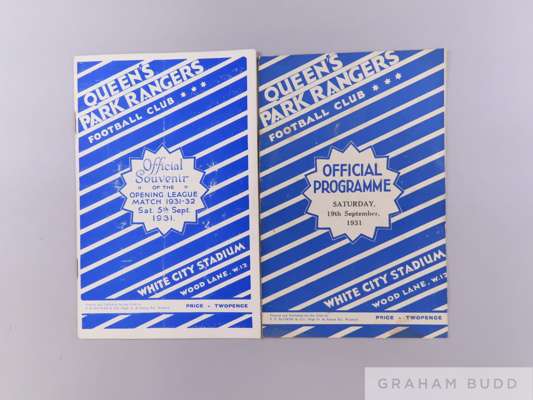 QUEEN'S
PARK RANGERS
FOOTBALL CLUB
Official
Souvenir
OF THE
OPENING LEAGUE
MATCH 1931-32
Sat. 5th Sept.
1931.
WHITE CITY STADIUM
WOOD LANE, W.12
PRICE - TWOPENCE
QUEEN'S
PARK RANGERS
FOOTBALL CLUB
OFFICIAL
PROGRAMME
SATURDAY,
19th September,
1931
WHITE CITY STADIUM
WOOD LANE, W.12
PRICE - TWOPENCE
GRAHAM BUDD